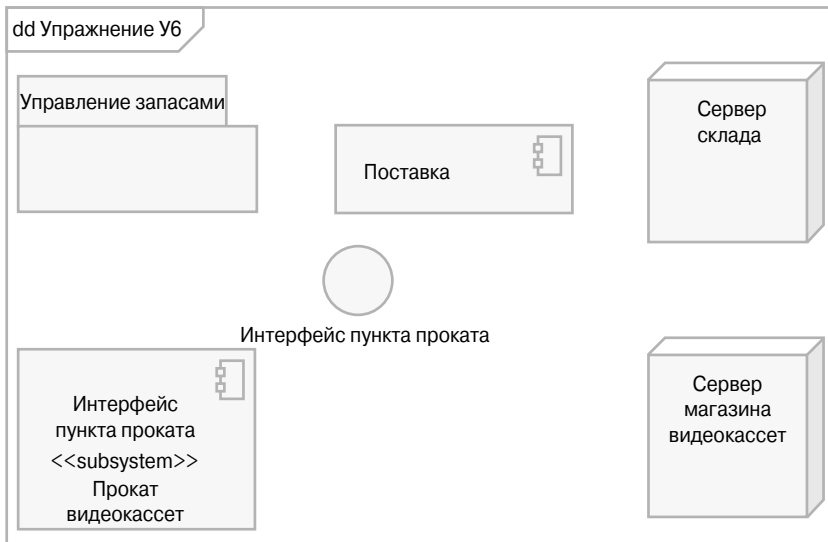 dd Упражнение У6
Управление запасами
Поставка
Сервер
склада
Интерфейс пункта проката
Интерфейс
пункта проката
<<subsystem>>
Прокат
видеокассет
Сервер
магазина
видеокассет